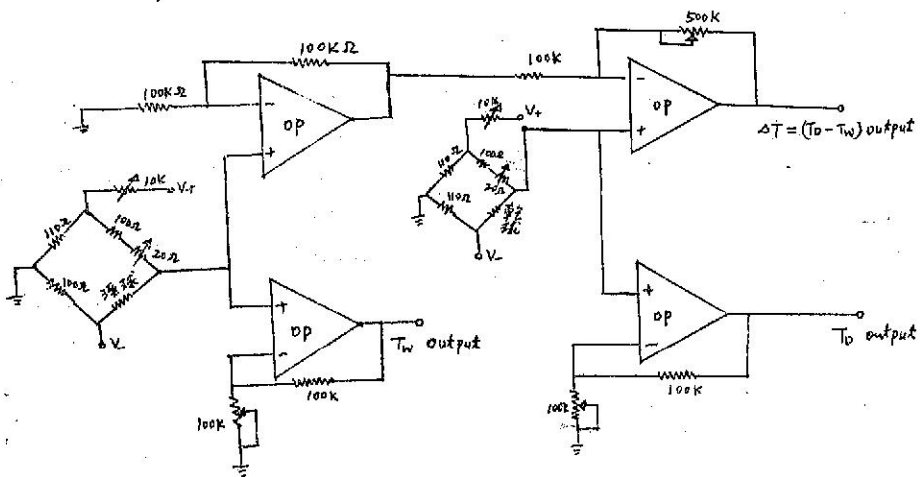 500K
100KΩ
100K
-
OP
+
ΔT = (TD - TW) output
100KΩ
-
OP
+
10K
V+
110Ω
100Ω
20Ω
110Ω
V-
10K
V+
110Ω
100Ω
20Ω
100Ω
V-
+
OP
-
TW output
100K
100K
+
OP
-
TD output
100K
100K